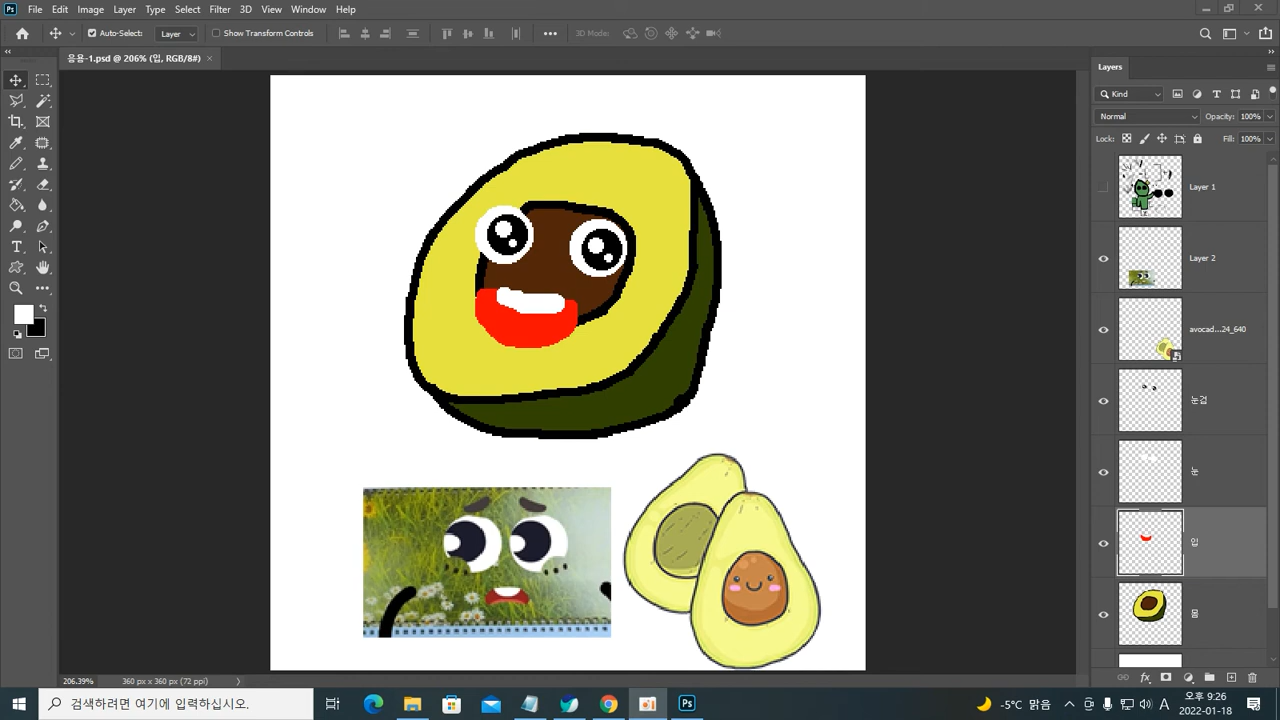 Ps File Edit Image Layer Type Select Filter 3D View Window Help
Auto-Select: Layer Show Transform Controls 3D Mode:
응용-1.psd @ 206% (입, RGB/8#)
Layers
Kind
Normal Opacity: 100%
Lock: Fill: 100%
Layer 1
Layer 2
avocad...24_640
눈겁
눈
입
몸
206.39% 360 px x 360 px (72 ppi)
검색하려면 여기에 입력하십시오.
-5°C 맑음 A 오후 9:26
2022-01-18